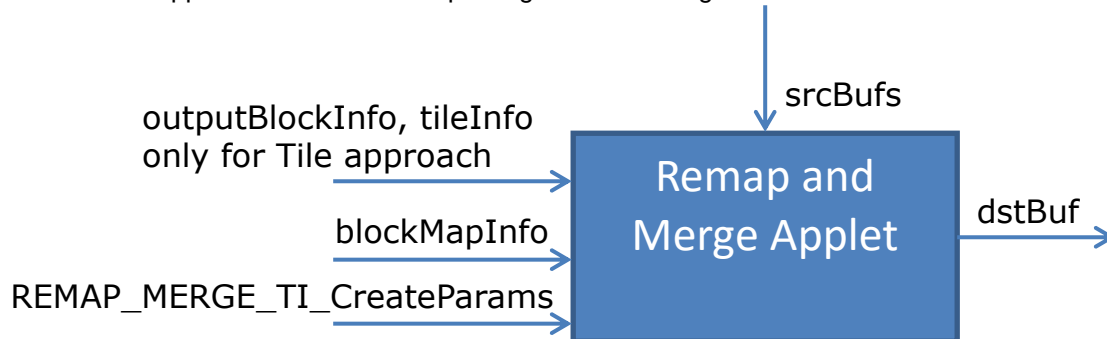 srcBufs
outputBlockInfo, tileInfo
only for Tile approach
Remap and
Merge Applet
dstBuf
blockMapInfo
REMAP_MERGE_TI_CreateParams